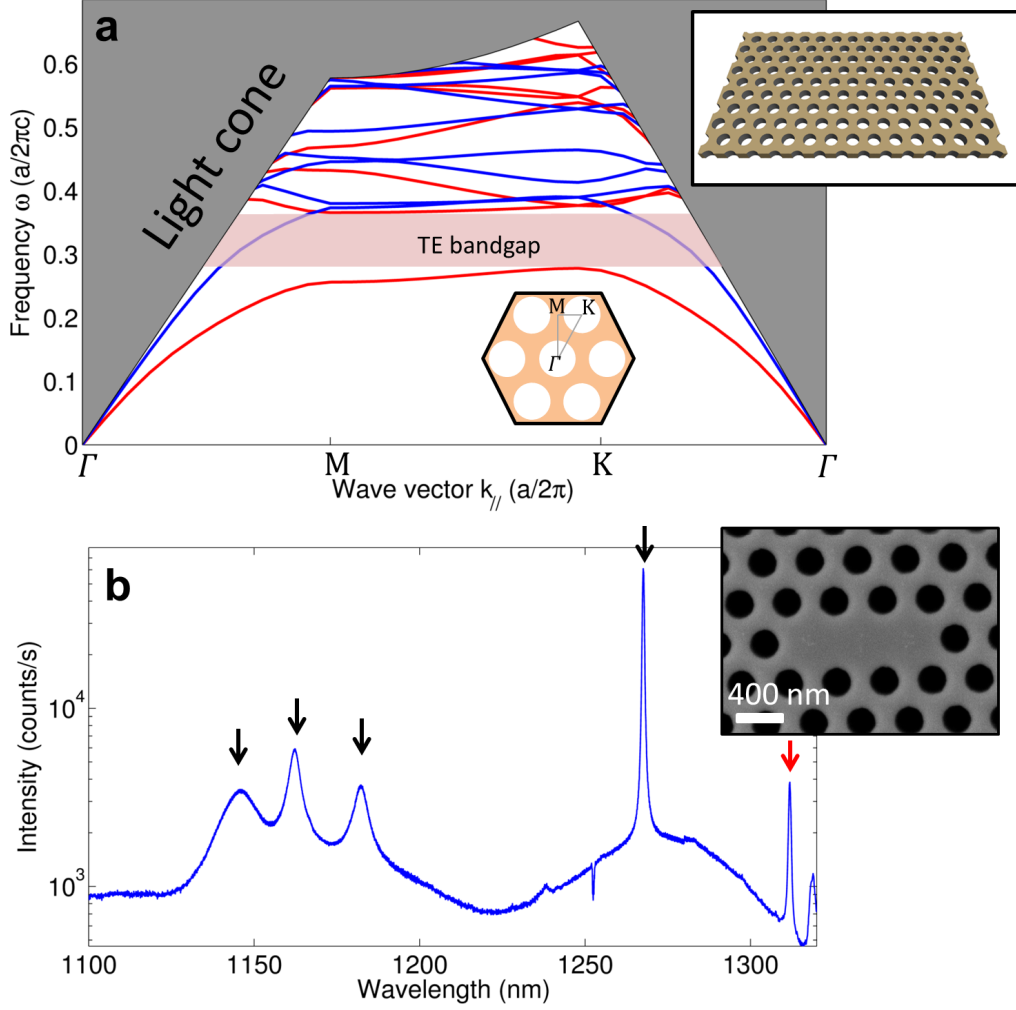 a
Light cone
Frequency ω (a/2πc)
0.6
0.5
0.4
0.3
0.2
0.1
0
TE bandgap
M K
Γ
Γ M K Γ
Wave vector k// (a/2π)
b
Intensity (counts/s)
10⁴
10³
400 nm
1100 1150 1200 1250 1300
Wavelength (nm)